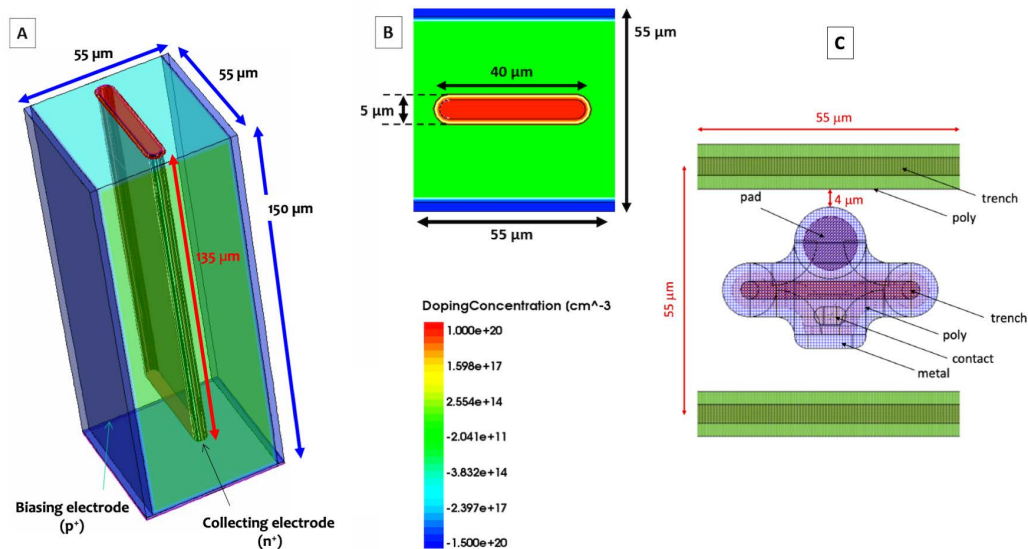 A
55 µm
55 µm
150 µm
135 µm
Biasing electrode
(p⁺)
Collecting electrode
(n⁺)
B
40 µm
5 µm
55 µm
55 µm
DopingConcentration (cm^-3
1.000e+20
1.598e+17
2.554e+14
-2.041e+11
-3.832e+14
-2.397e+17
-1.500e+20
C
55 µm
55 µm
4 µm
pad
trench
poly
trench
poly
contact
metal